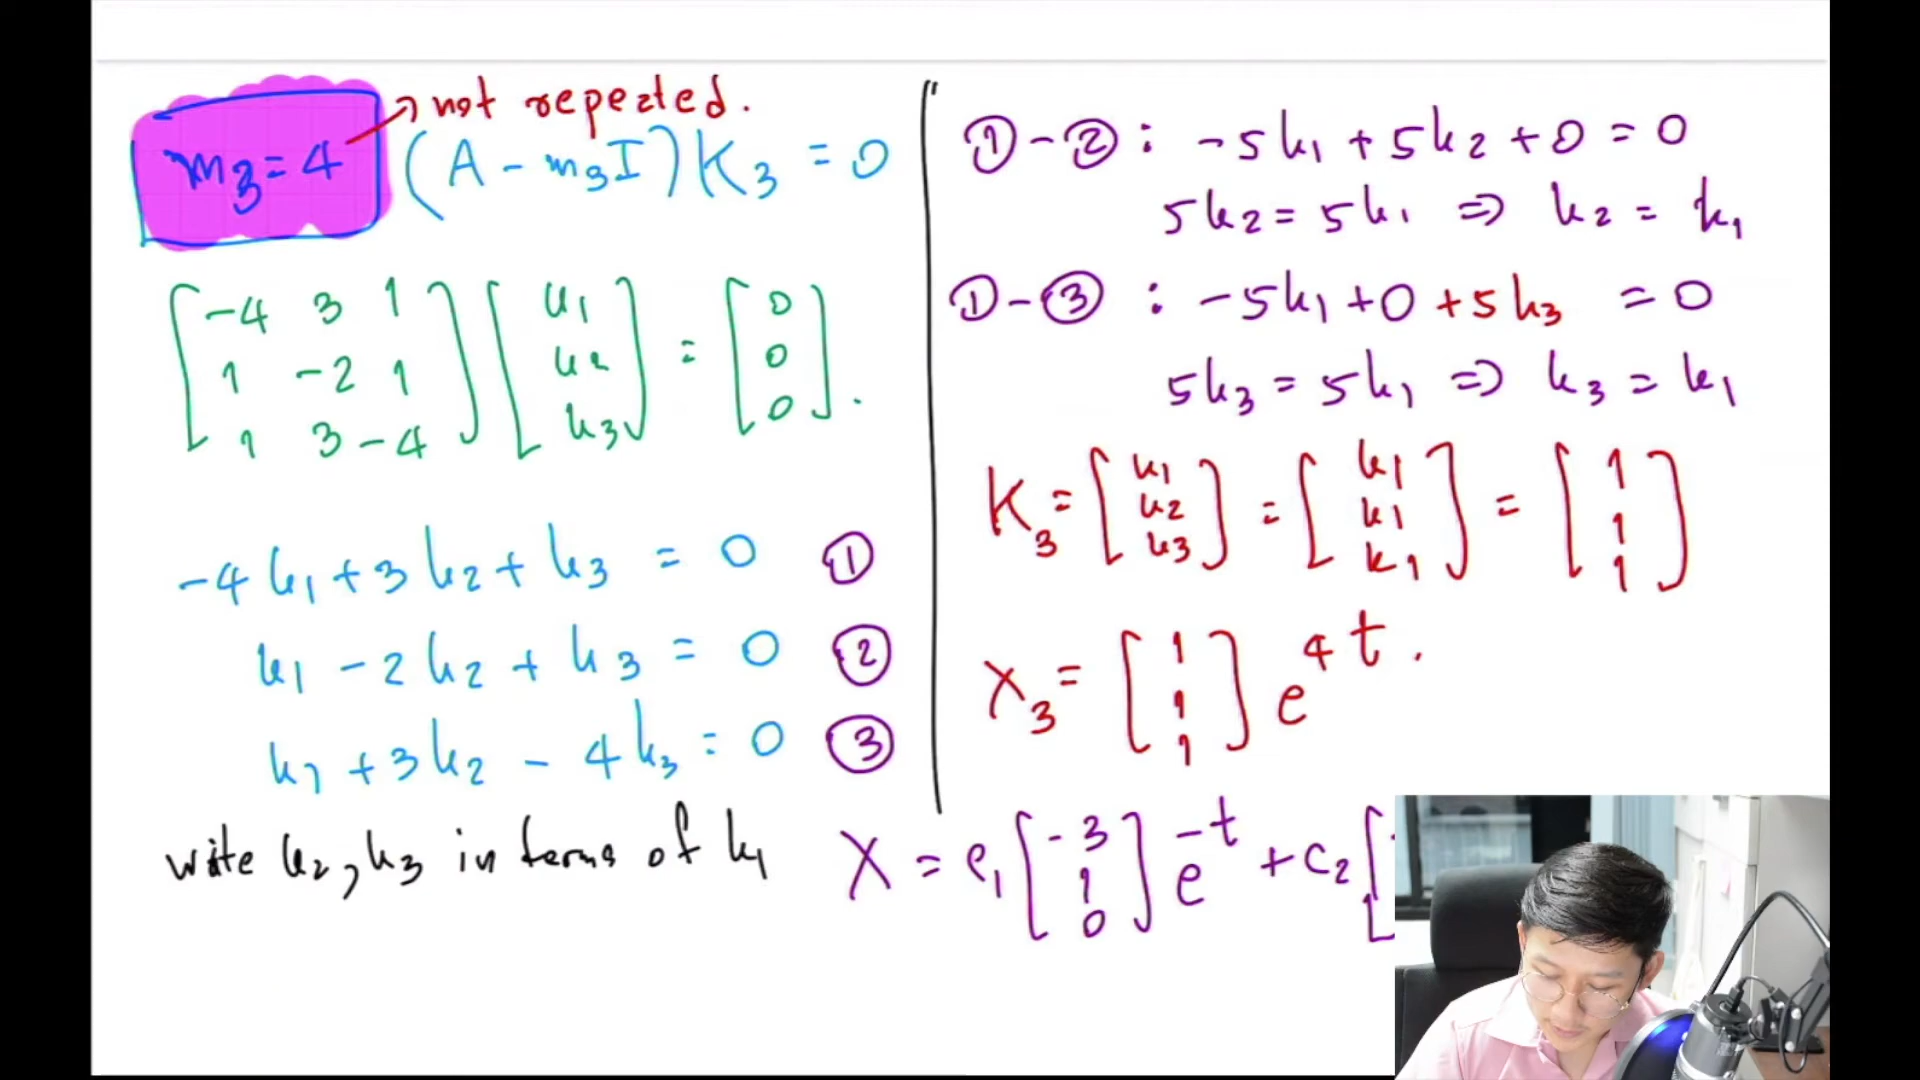 m₃=4 → not repeated.
(A - m₃I)K₃ = 0
[-4 3 1] [k₁] = [0]
[1 -2 1] [k₂] [0]
[1 3 -4] [k₃] [0].
-4k₁+3k₂+k₃ = 0 ①
k₁ - 2k₂ + k₃ = 0 ②
k₁ + 3k₂ - 4k₃ = 0 ③
write k₂, k₃ in terms of k₁
①-② : -5k₁ + 5k₂ + 0 = 0
5k₂ = 5k₁ ⇒ k₂ = k₁
①-③ : -5k₁ + 0 + 5k₃ = 0
5k₃ = 5k₁ ⇒ k₃ = k₁
K₃ = [k₁ k₂ k₃] = [k₁ k₁ k₁] = [1 1 1]
X₃ = [1 1 1] e^4t.
X = c₁ [-3 1 0] e^-t + c₂ [